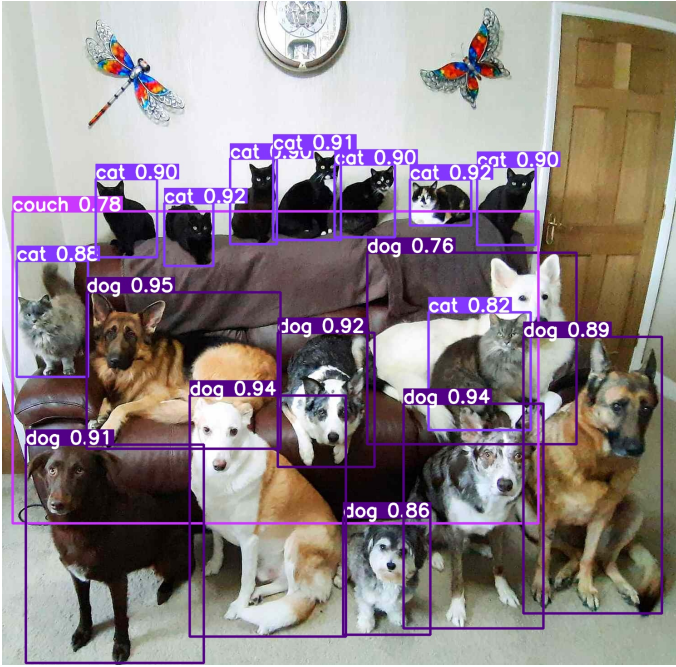 cat 0.91
cat 0.90
cat 0.90
cat 0.90
cat 0.90
cat 0.92
cat 0.92
couch 0.78
dog 0.76
cat 0.88
dog 0.95
cat 0.82
dog 0.92
dog 0.89
dog 0.94
dog 0.94
dog 0.91
dog 0.86